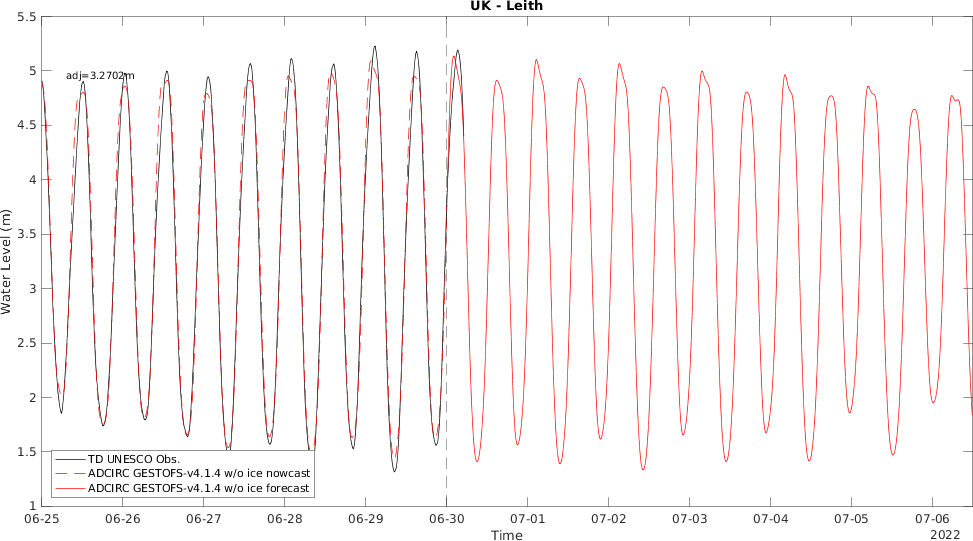 UK - Leith
5.5
5
4.5
4
3.5
3
2.5
2
1.5
1
Water Level (m)
adj=3.2702m
TD UNESCO Obs.
ADCIRC GESTOFS-v4.1.4 w/o ice nowcast
ADCIRC GESTOFS-v4.1.4 w/o ice forecast
06-25 06-26 06-27 06-28 06-29 06-30 07-01 07-02 07-03 07-04 07-05 07-06
Time
2022